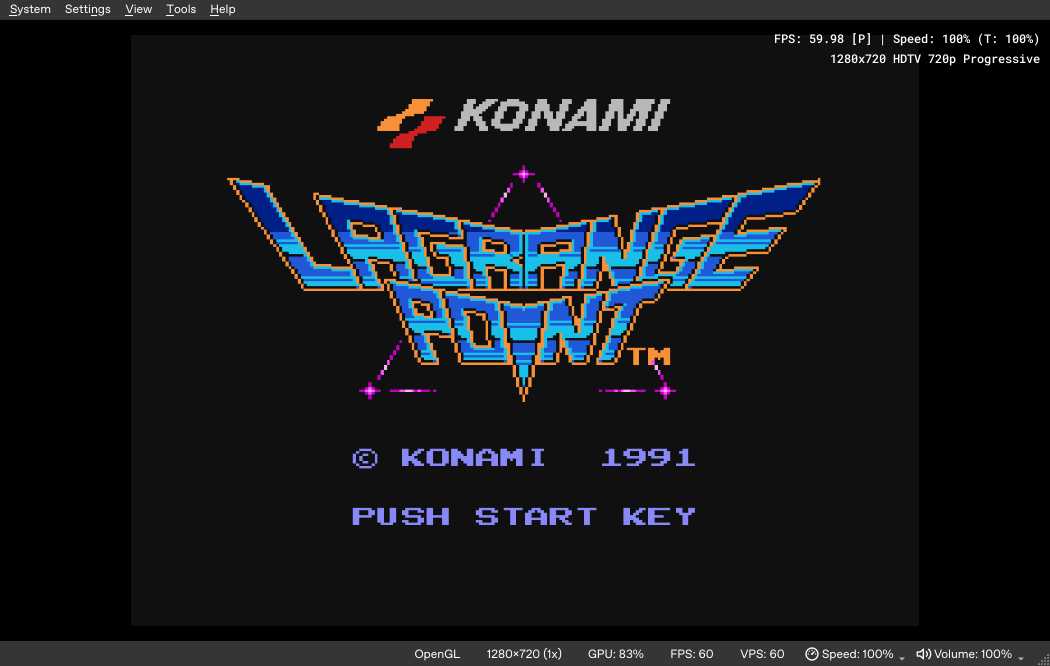 System Settings View Tools Help
FPS: 59.98 [P] | Speed: 100% (T: 100%)
1280x720 HDTV 720p Progressive
KONAMI
LAGRANGE
POINT TM
© KONAMI 1991
PUSH START KEY
OpenGL 1280×720 (1x) GPU: 83% FPS: 60 VPS: 60 Speed: 100% Volume: 100%